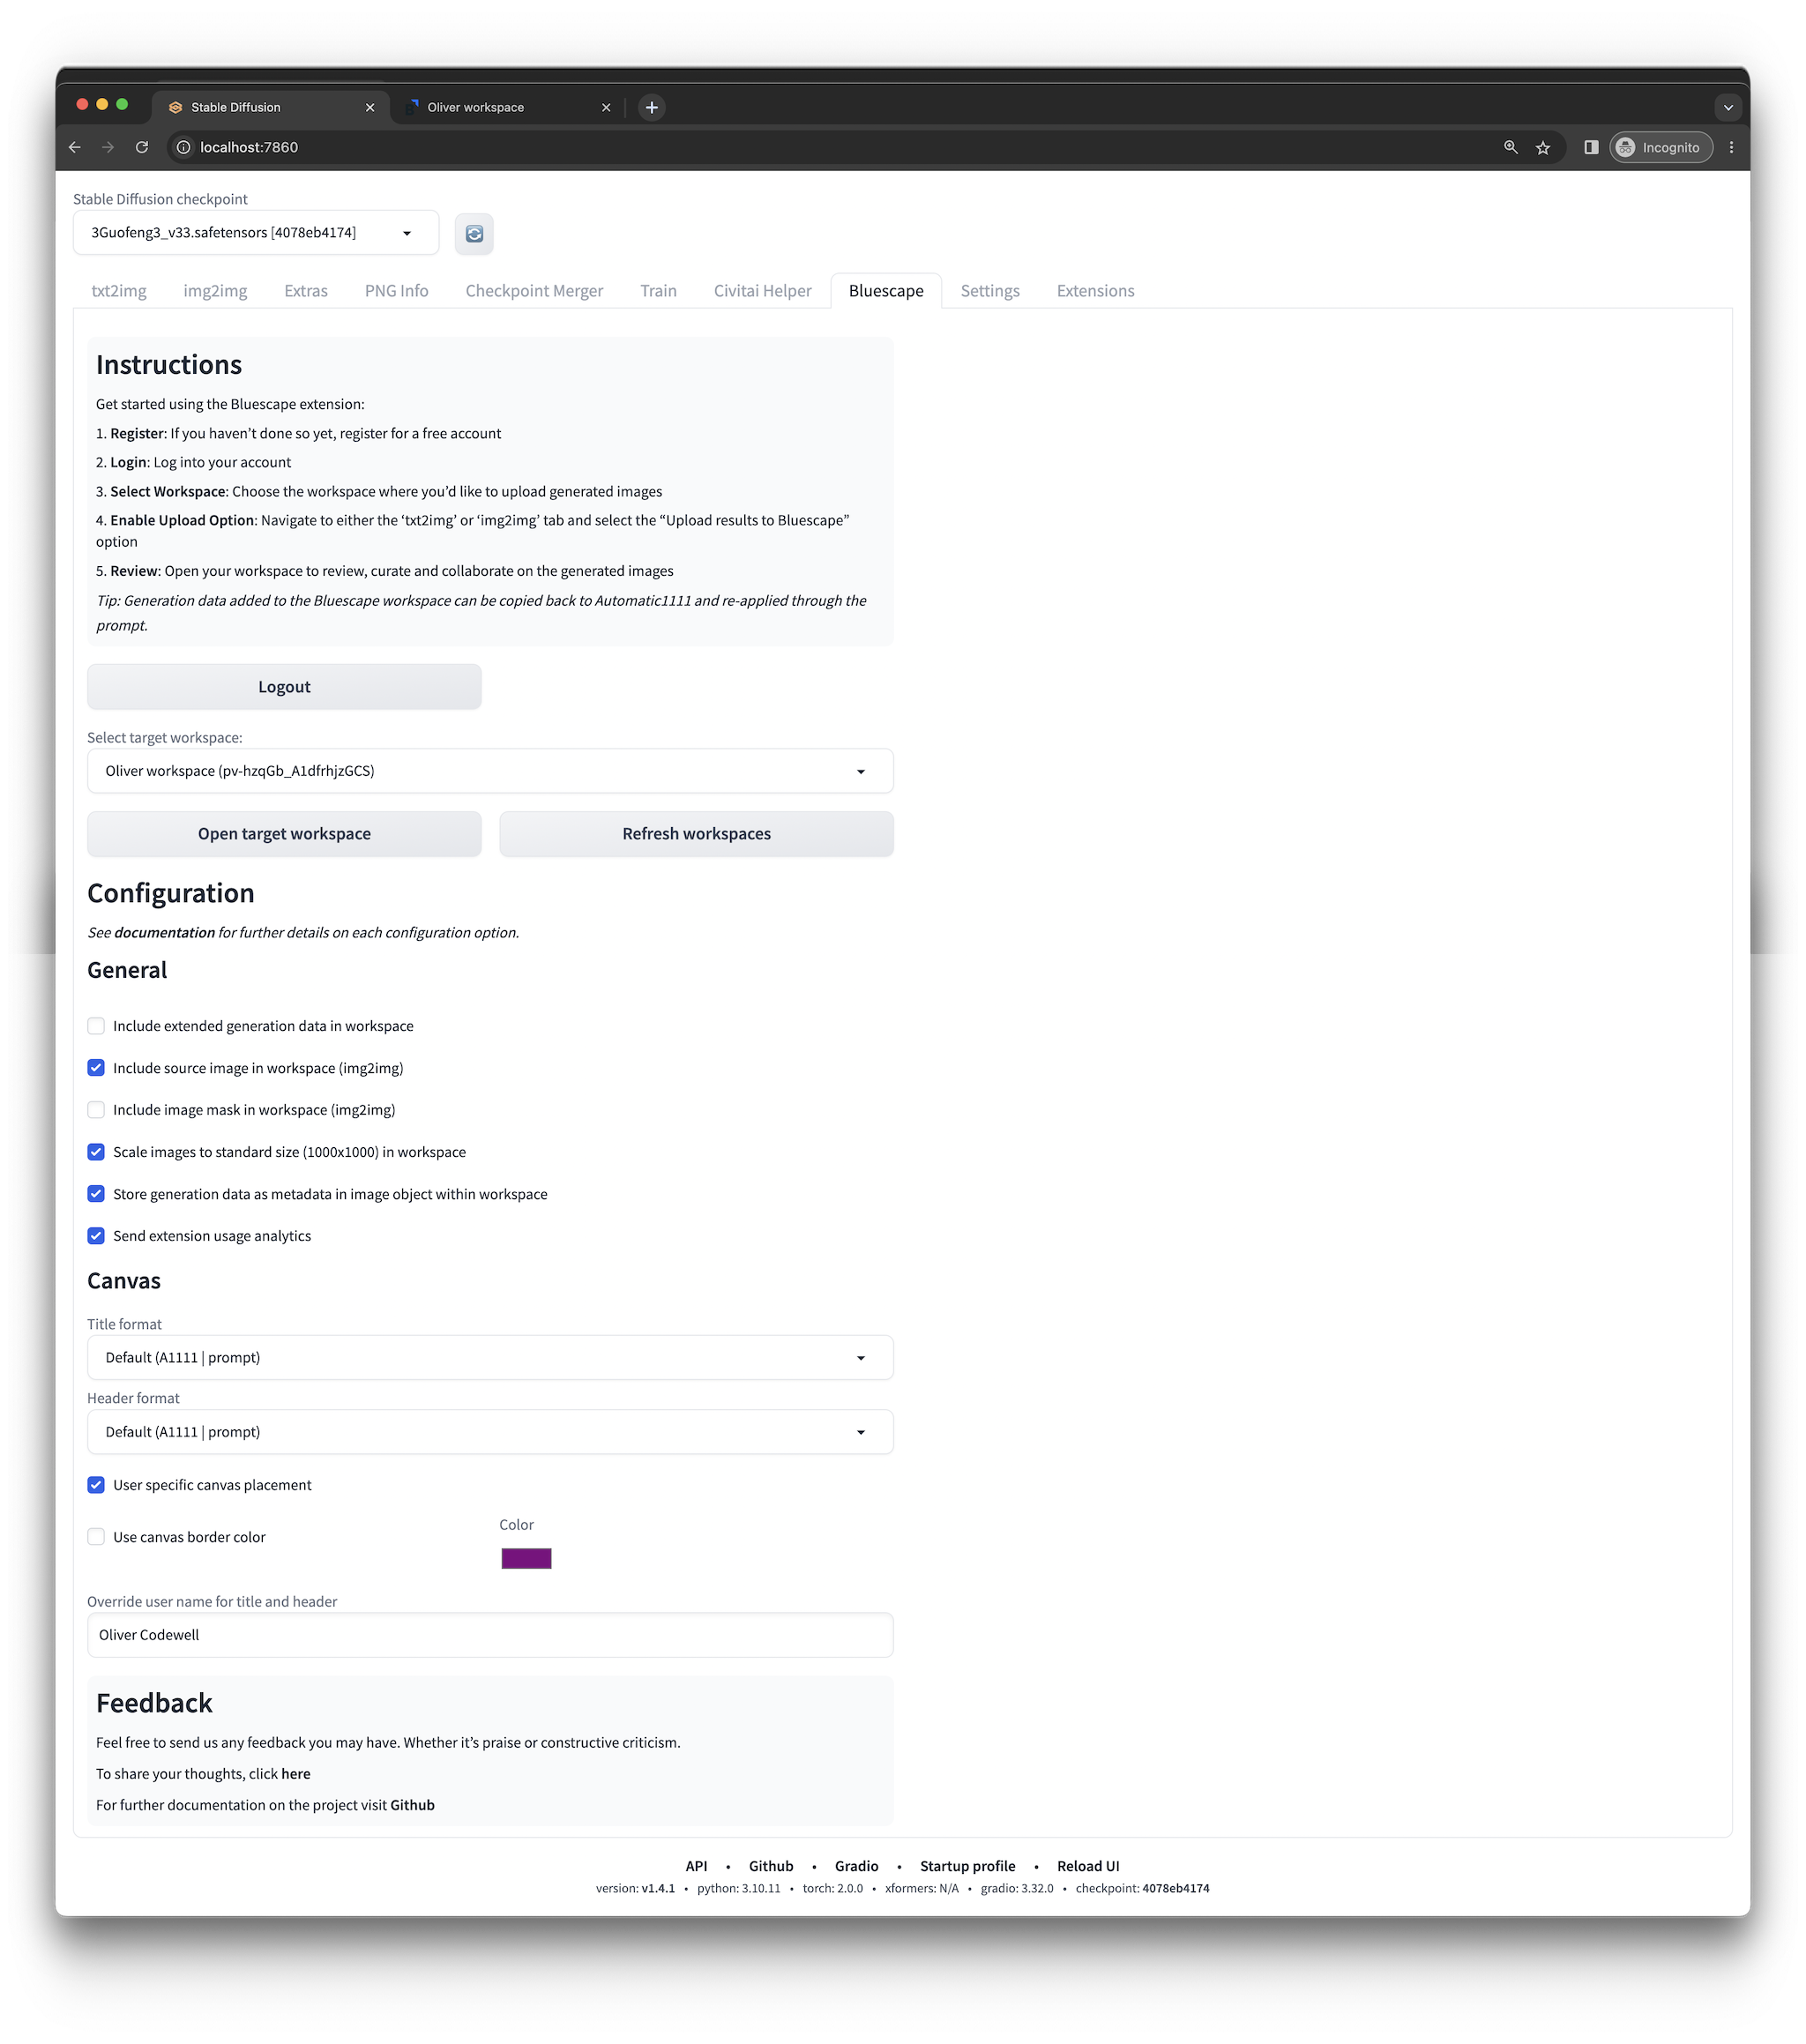 Stable Diffusion
Oliver workspace
localhost:7860
Incognito
Stable Diffusion checkpoint
3Guofeng3_v33.safetensors [4078eb4174]
txt2img img2img Extras PNG Info Checkpoint Merger Train Civitai Helper Bluescape Settings Extensions
Instructions
Get started using the Bluescape extension:
1. Register: If you haven’t done so yet, register for a free account
2. Login: Log into your account
3. Select Workspace: Choose the workspace where you’d like to upload generated images
4. Enable Upload Option: Navigate to either the ‘txt2img’ or ‘img2img’ tab and select the “Upload results to Bluescape”
option
5. Review: Open your workspace to review, curate and collaborate on the generated images
Tip: Generation data added to the Bluescape workspace can be copied back to Automatic1111 and re-applied through the
prompt.
Logout
Select target workspace:
Oliver workspace (pv-hzqGb_A1dfrhjzGCS)
Open target workspace Refresh workspaces
Configuration
See documentation for further details on each configuration option.
General
Include extended generation data in workspace
Include source image in workspace (img2img)
Include image mask in workspace (img2img)
Scale images to standard size (1000x1000) in workspace
Store generation data as metadata in image object within workspace
Send extension usage analytics
Canvas
Title format
Default (A1111 | prompt)
Header format
Default (A1111 | prompt)
User specific canvas placement
Use canvas border color
Color
Override user name for title and header
Oliver Codewell
Feedback
Feel free to send us any feedback you may have. Whether it’s praise or constructive criticism.
To share your thoughts, click here
For further documentation on the project visit Github
API • Github • Gradio • Startup profile • Reload UI
version: v1.4.1 • python: 3.10.11 • torch: 2.0.0 • xformers: N/A • gradio: 3.32.0 • checkpoint: 4078eb4174